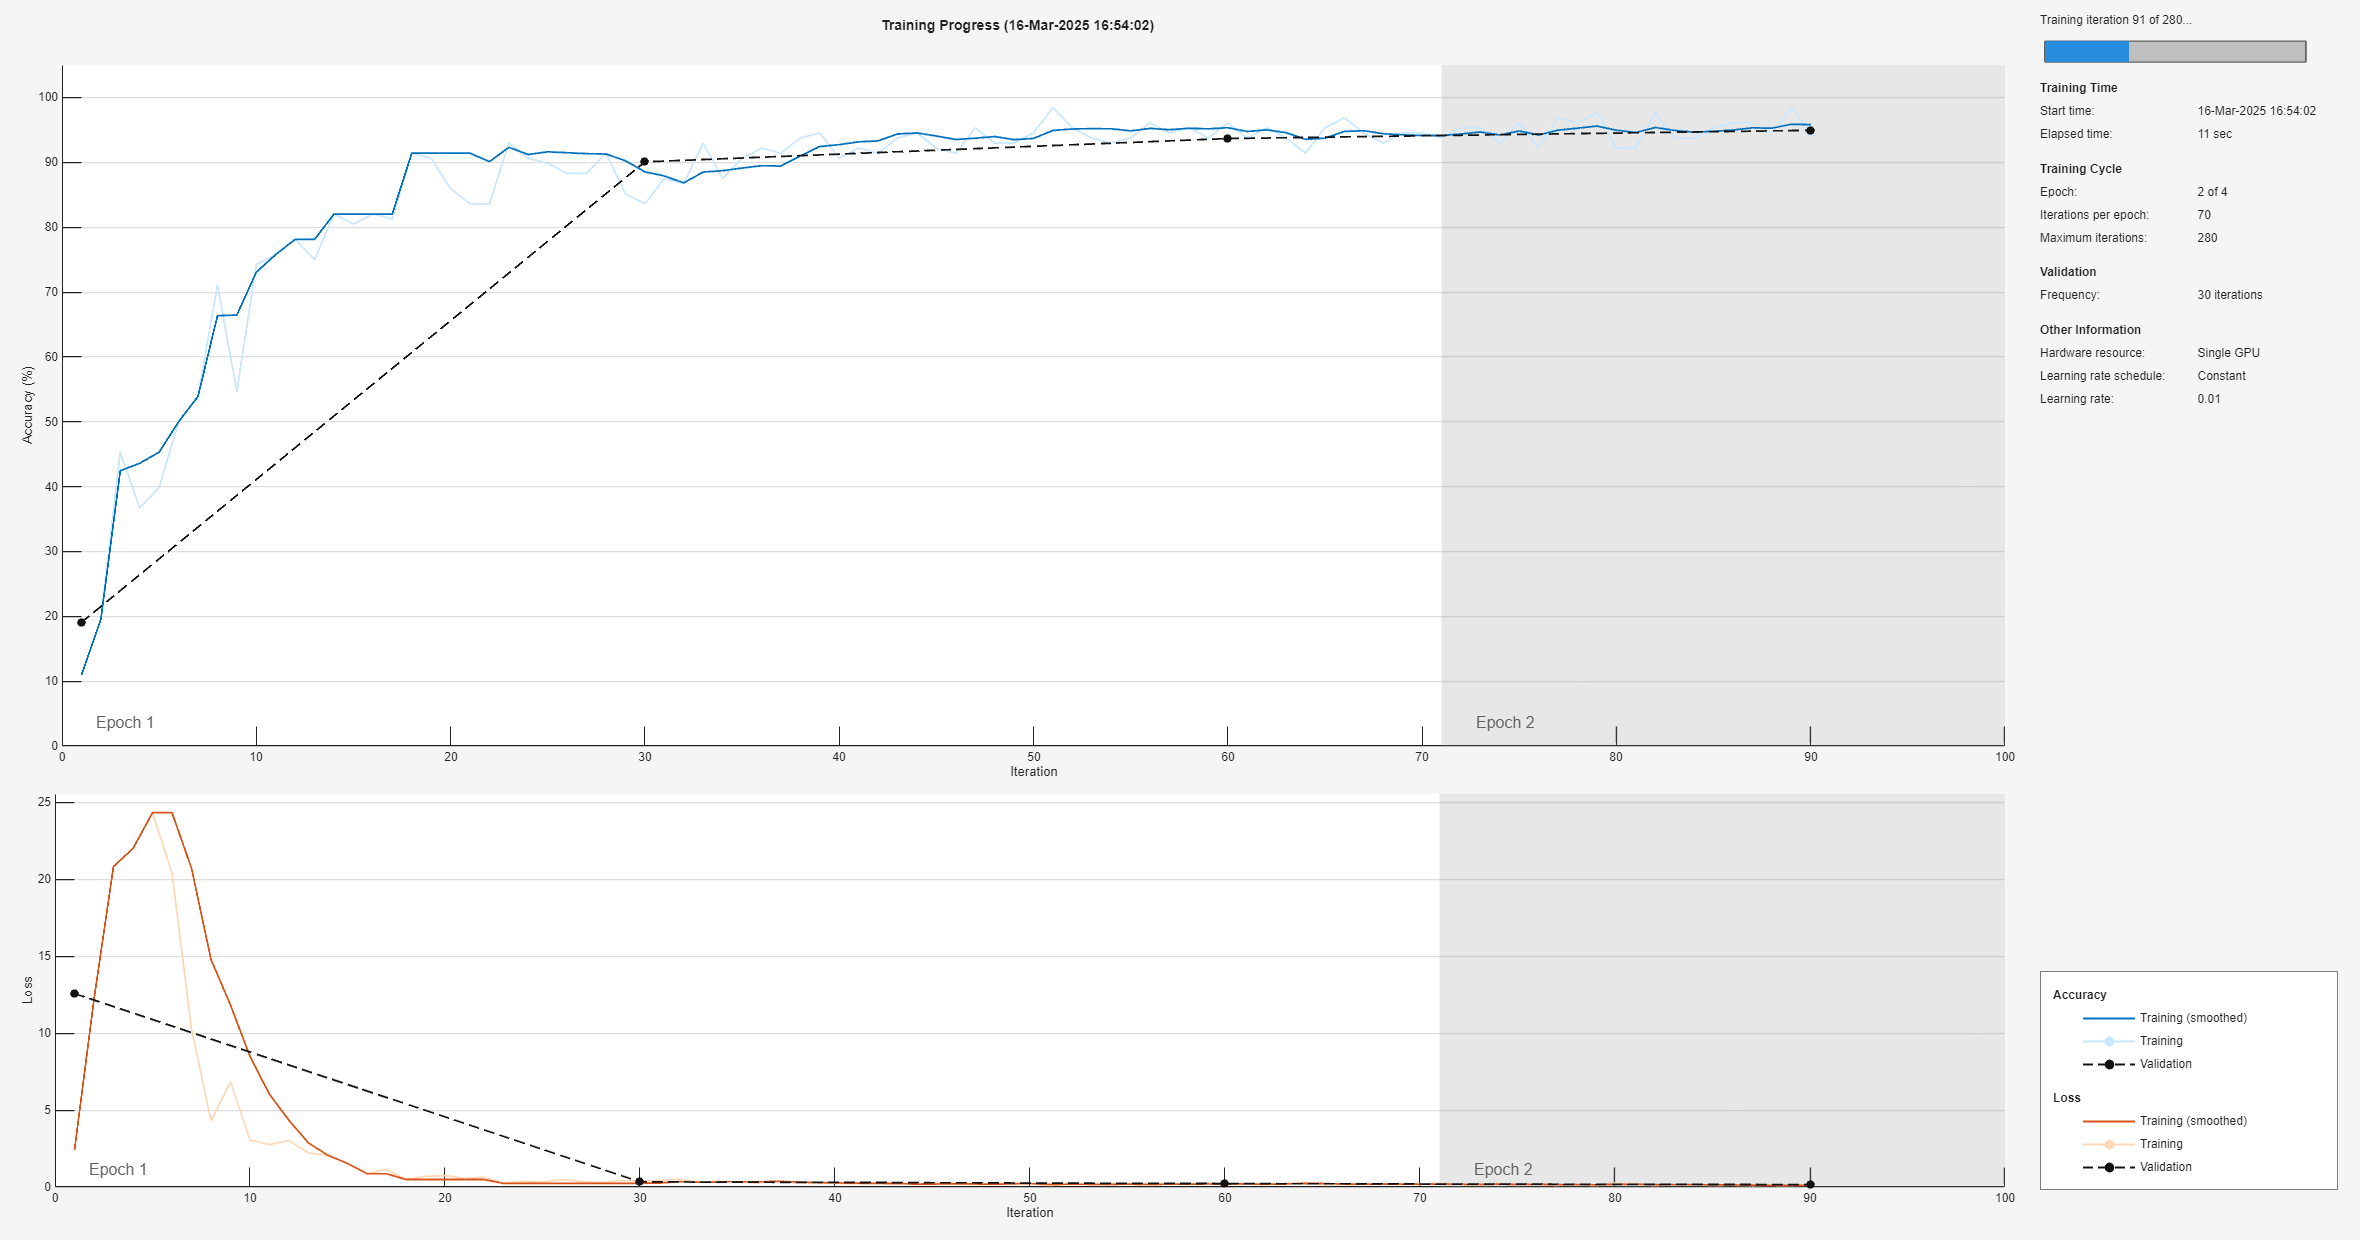 Training Progress (16-Mar-2025 16:54:02)
100
90
80
70
60
50
40
30
20
10
0
Accuracy (%)
Epoch 1
Epoch 2
0 10 20 30 40 50 60 70 80 90 100
Iteration
25
20
15
10
5
0
Loss
Epoch 1
Epoch 2
0 10 20 30 40 50 60 70 80 90 100
Iteration
Training iteration 91 of 280...
Training Time
Start time: 16-Mar-2025 16:54:02
Elapsed time: 11 sec
Training Cycle
Epoch: 2 of 4
Iterations per epoch: 70
Maximum iterations: 280
Validation
Frequency: 30 iterations
Other Information
Hardware resource: Single GPU
Learning rate schedule: Constant
Learning rate: 0.01
Accuracy
Training (smoothed)
Training
Validation
Loss
Training (smoothed)
Training
Validation